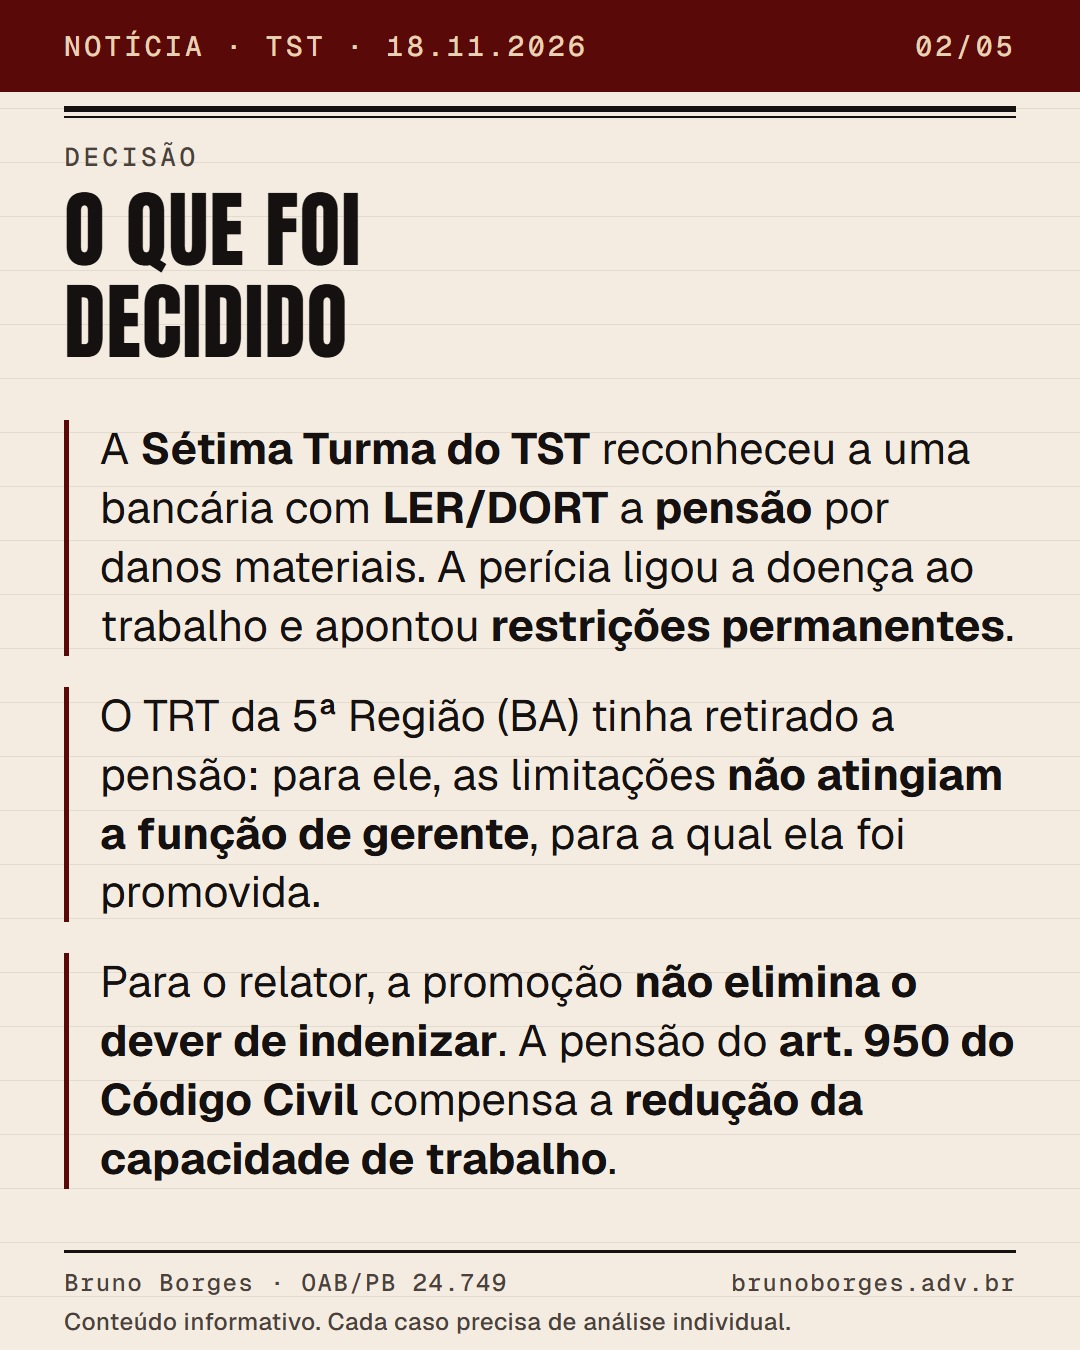 NOTÍCIA · TST · 18.11.2026 02/05
DECISÃO
O QUE FOI
DECIDIDO
A Sétima Turma do TST reconheceu a uma
bancária com LER/DORT a pensão por
danos materiais. A perícia ligou a doença ao
trabalho e apontou restrições permanentes.
O TRT da 5ª Região (BA) tinha retirado a
pensão: para ele, as limitações não atingiam
a função de gerente, para a qual ela foi
promovida.
Para o relator, a promoção não elimina o
dever de indenizar. A pensão do art. 950 do
Código Civil compensa a redução da
capacidade de trabalho.
Bruno Borges · OAB/PB 24.749 brunoborges.adv.br
Conteúdo informativo. Cada caso precisa de análise individual.